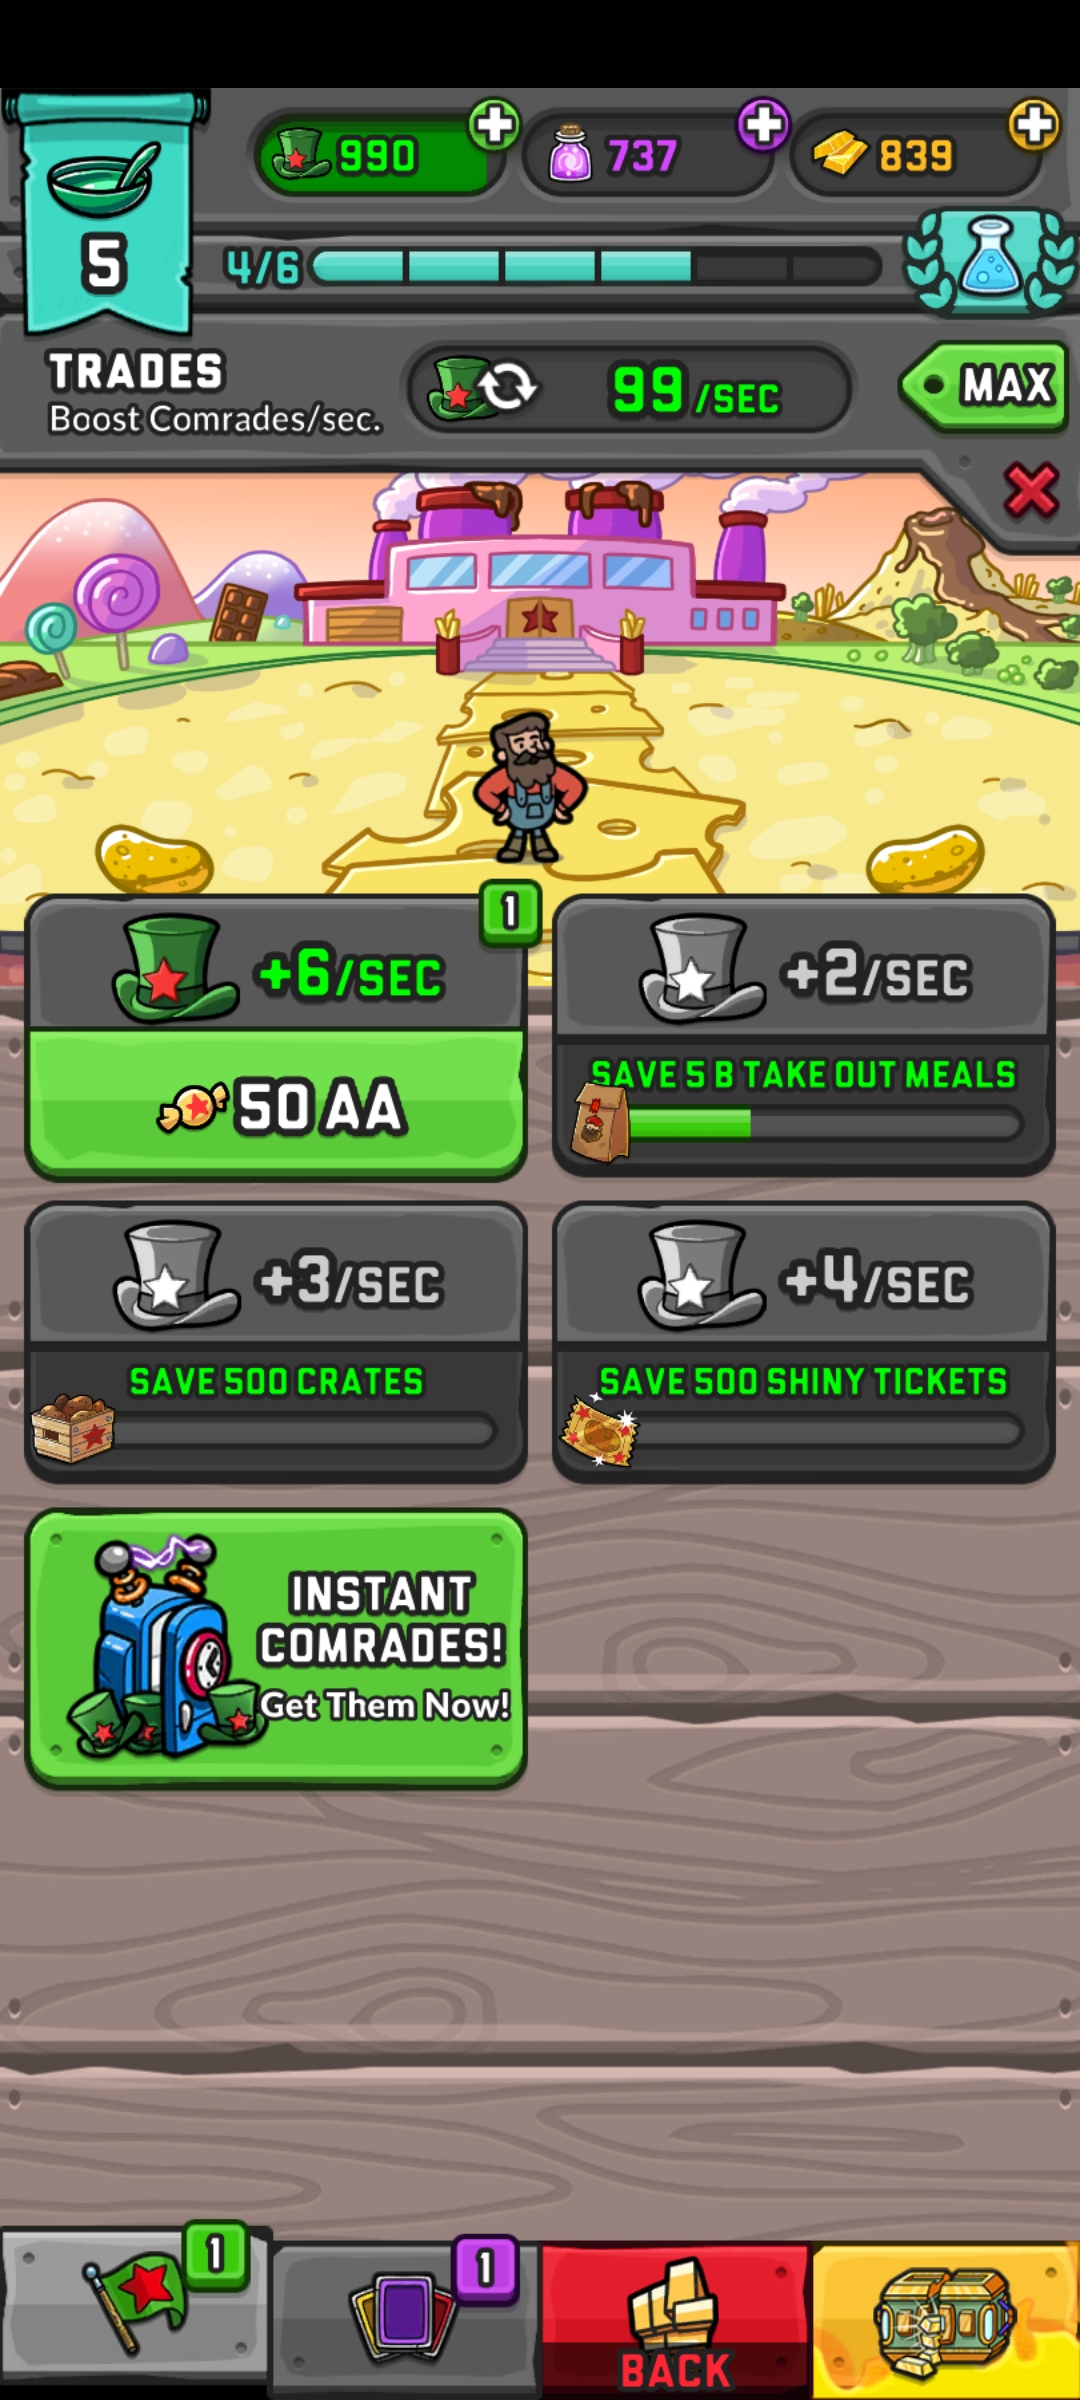 990
737
839
5
4/6
TRADES
Boost Comrades/sec.
99/SEC
MAX
1
+6/SEC
50 AA
+2/SEC
SAVE 5 B TAKE OUT MEALS
+3/SEC
SAVE 500 CRATES
+4/SEC
SAVE 500 SHINY TICKETS
INSTANT
COMRADES!
Get Them Now!
1
1
BACK